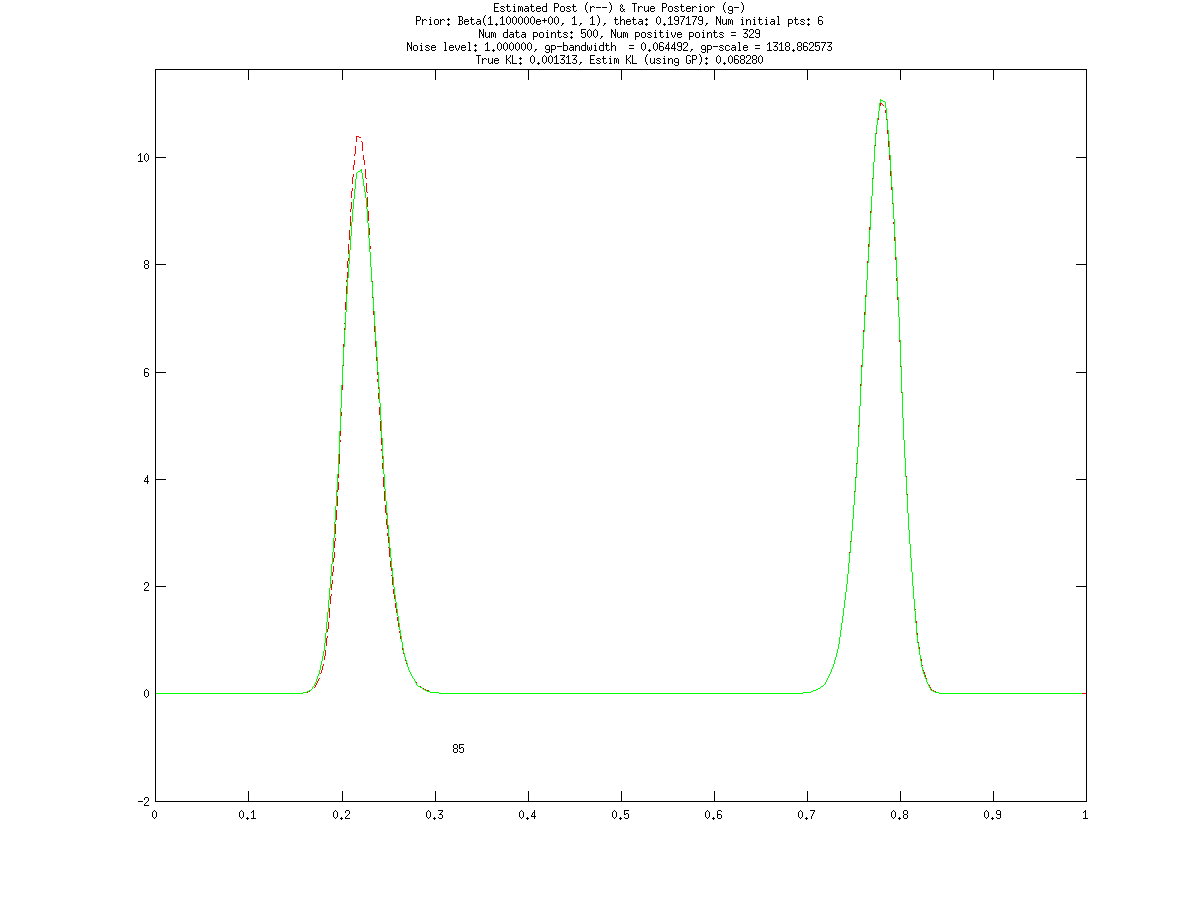 Estimated Post (r--) & True Posterior (g-)
Prior: Beta(1.100000e+00, 1, 1), theta: 0.197179, Num initial pts: 6
Num data points: 500, Num positive points = 329
Noise level: 1.000000, gp-bandwidth  = 0.064492, gp-scale = 1318.862573
True KL: 0.001313, Estim KL (using GP): 0.068280
10
8
6
4
2
0
85
-2
0 0.1 0.2 0.3 0.4 0.5 0.6 0.7 0.8 0.9 1